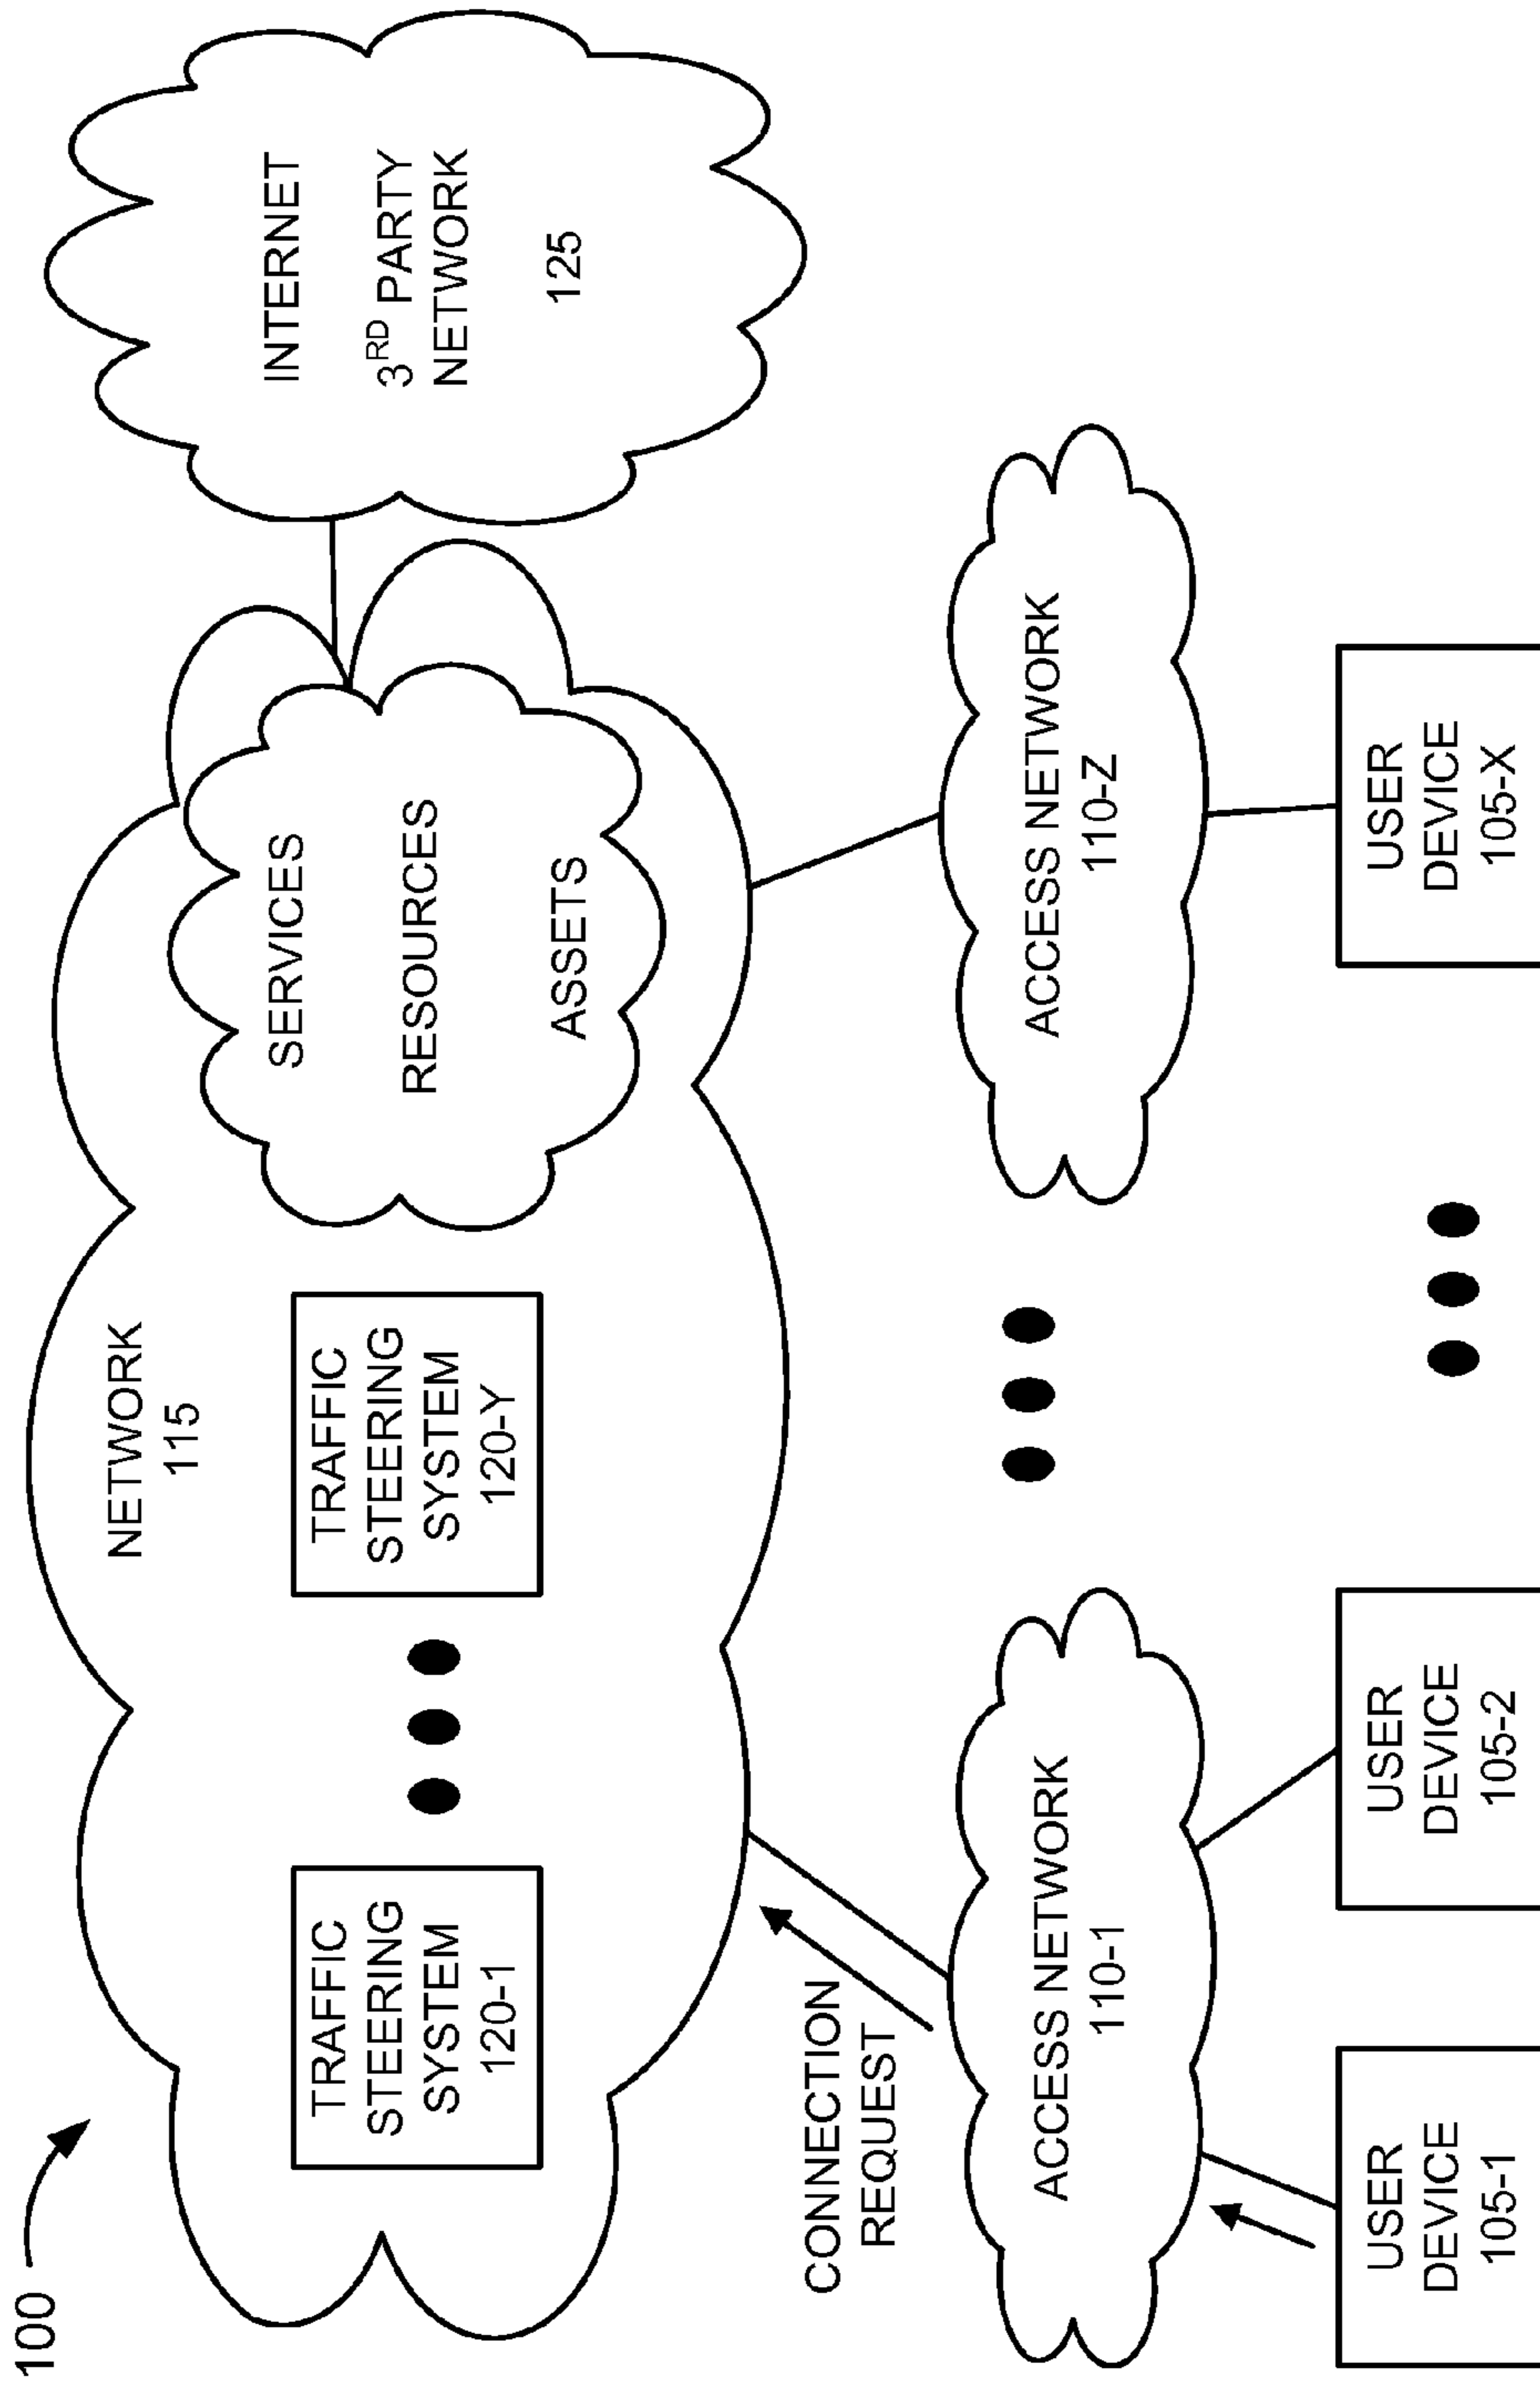 100
NETWORK
115
TRAFFIC
STEERING
SYSTEM
120-1
TRAFFIC
STEERING
SYSTEM
120-Y
SERVICES
RESOURCES
ASSETS
INTERNET
3RD PARTY
NETWORK
125
CONNECTION
REQUEST
ACCESS NETWORK
110-1
ACCESS NETWORK
110-Z
USER
DEVICE
105-1
USER
DEVICE
105-2
USER
DEVICE
105-X